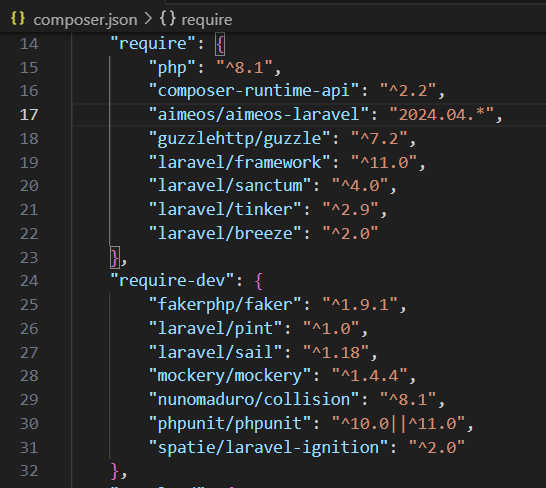 {} composer.json > {} require
14 "require": {
15 "php": "^8.1",
16 "composer-runtime-api": "^2.2",
17 "aimeos/aimeos-laravel": "2024.04.*",
18 "guzzlehttp/guzzle": "^7.2",
19 "laravel/framework": "^11.0",
20 "laravel/sanctum": "^4.0",
21 "laravel/tinker": "^2.9",
22 "laravel/breeze": "^2.0"
23 },
24 "require-dev": {
25 "fakerphp/faker": "^1.9.1",
26 "laravel/pint": "^1.0",
27 "laravel/sail": "^1.18",
28 "mockery/mockery": "^1.4.4",
29 "nunomaduro/collision": "^8.1",
30 "phpunit/phpunit": "^10.0||^11.0",
31 "spatie/laravel-ignition": "^2.0"
32 },